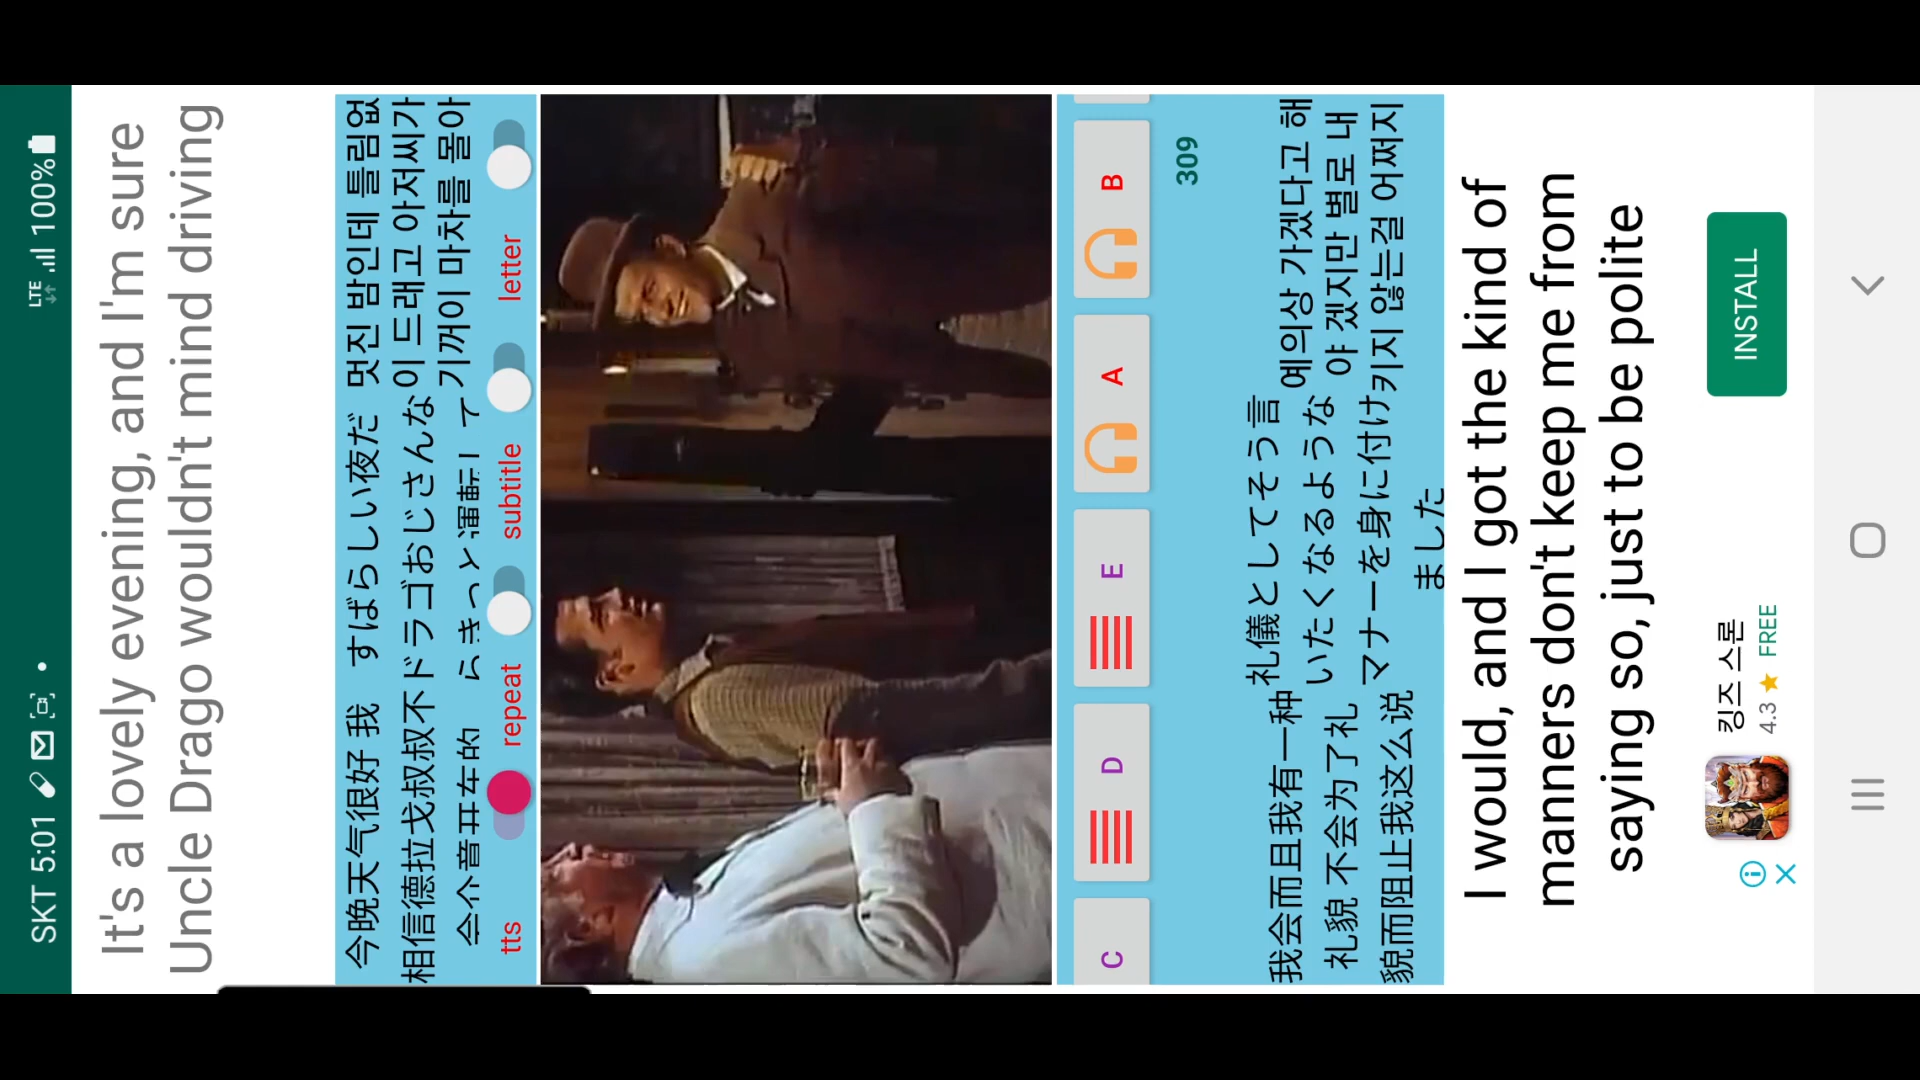 SKT 5:01
LTE
100%
It's a lovely evening, and I'm sure
Uncle Drago wouldn't mind driving
今晚天气很好 我
相信德拉戈叔叔不
すばらしい夜だ
ドラゴおじさんな
らきっと運転して
멋진 밤인데 틀림없
이 드래고 아저씨가
기꺼이 마차를 몰아
tts
repeat
subtitle
letter
C
D
E
A
B
309
我会而且我有一种
礼貌 不会为了礼
貌而阻止我这么说
礼儀としてそう言
いたくなるような
マナーを身に付け
ました
예의상 가겠다고 해
야 겠지만 별로 내
키지 않는걸 어쩌지
I would, and I got the kind of
manners don't keep me from
saying so, just to be polite
킹즈 스론
4.3 ★ FREE
INSTALL